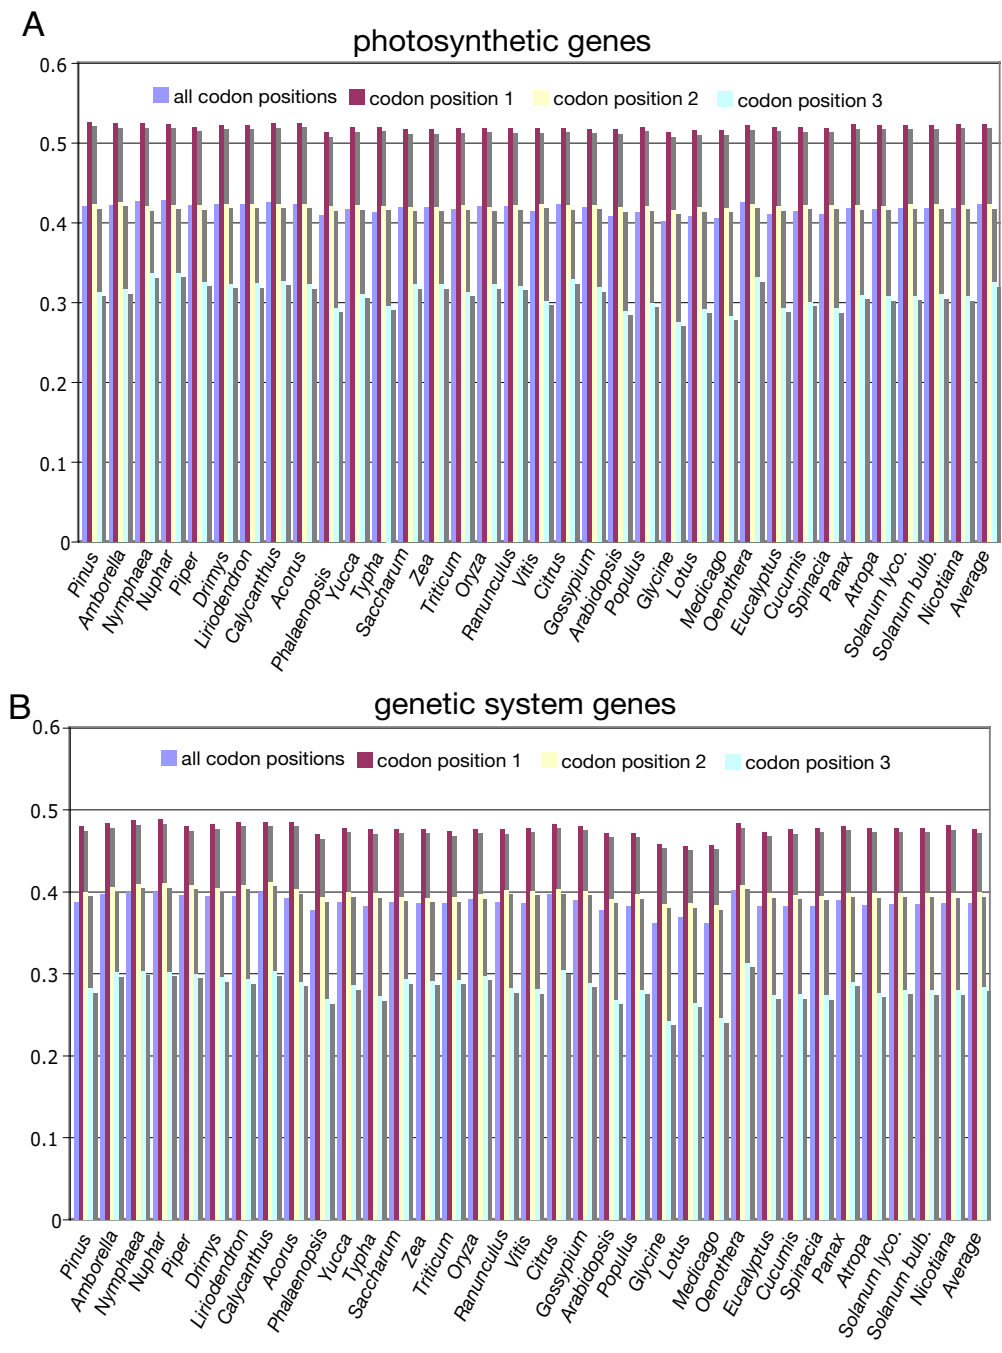 A
photosynthetic genes
0.6
all codon positions codon position 1 codon position 2 codon position 3
0.5
0.4
0.3
0.2
0.1
0
Pinus
Amborella
Nymphaea
Nuphar
Piper
Drimys
Liriodendron
Calycanthus
Acorus
Phalaenopsis
Yucca
Typha
Saccharum
Zea
Triticum
Oryza
Ranunculus
Vitis
Citrus
Gossypium
Arabidopsis
Populus
Glycine
Lotus
Medicago
Oenothera
Eucalyptus
Cucumis
Spinacia
Panax
Atropa
Solanum lyco.
Solanum bulb.
Nicotiana
Average
B
genetic system genes
0.6
all codon positions codon position 1 codon position 2 codon position 3
0.5
0.4
0.3
0.2
0.1
0
Pinus
Amborella
Nymphaea
Nuphar
Piper
Drimys
Liriodendron
Calycanthus
Acorus
Phalaenopsis
Yucca
Typha
Saccharum
Zea
Triticum
Oryza
Ranunculus
Vitis
Citrus
Gossypium
Arabidopsis
Populus
Glycine
Lotus
Medicago
Oenothera
Eucalyptus
Cucumis
Spinacia
Panax
Atropa
Solanum lyco.
Solanum bulb.
Nicotiana
Average